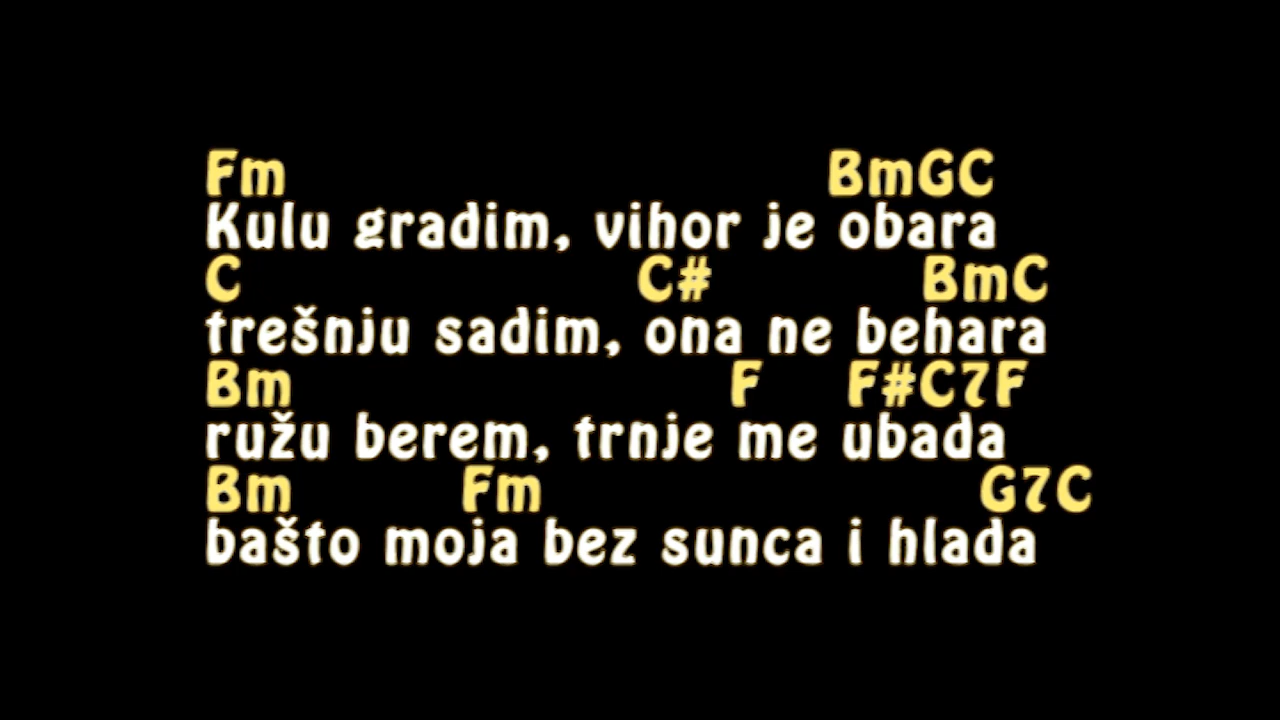 Fm BmGC
Kulu gradim, vihor je obara
C C# BmC
trešnju sadim, ona ne behara
Bm F F#C7F
ružu berem, trnje me ubada
Bm Fm G7C
bašto moja bez sunca i hlada